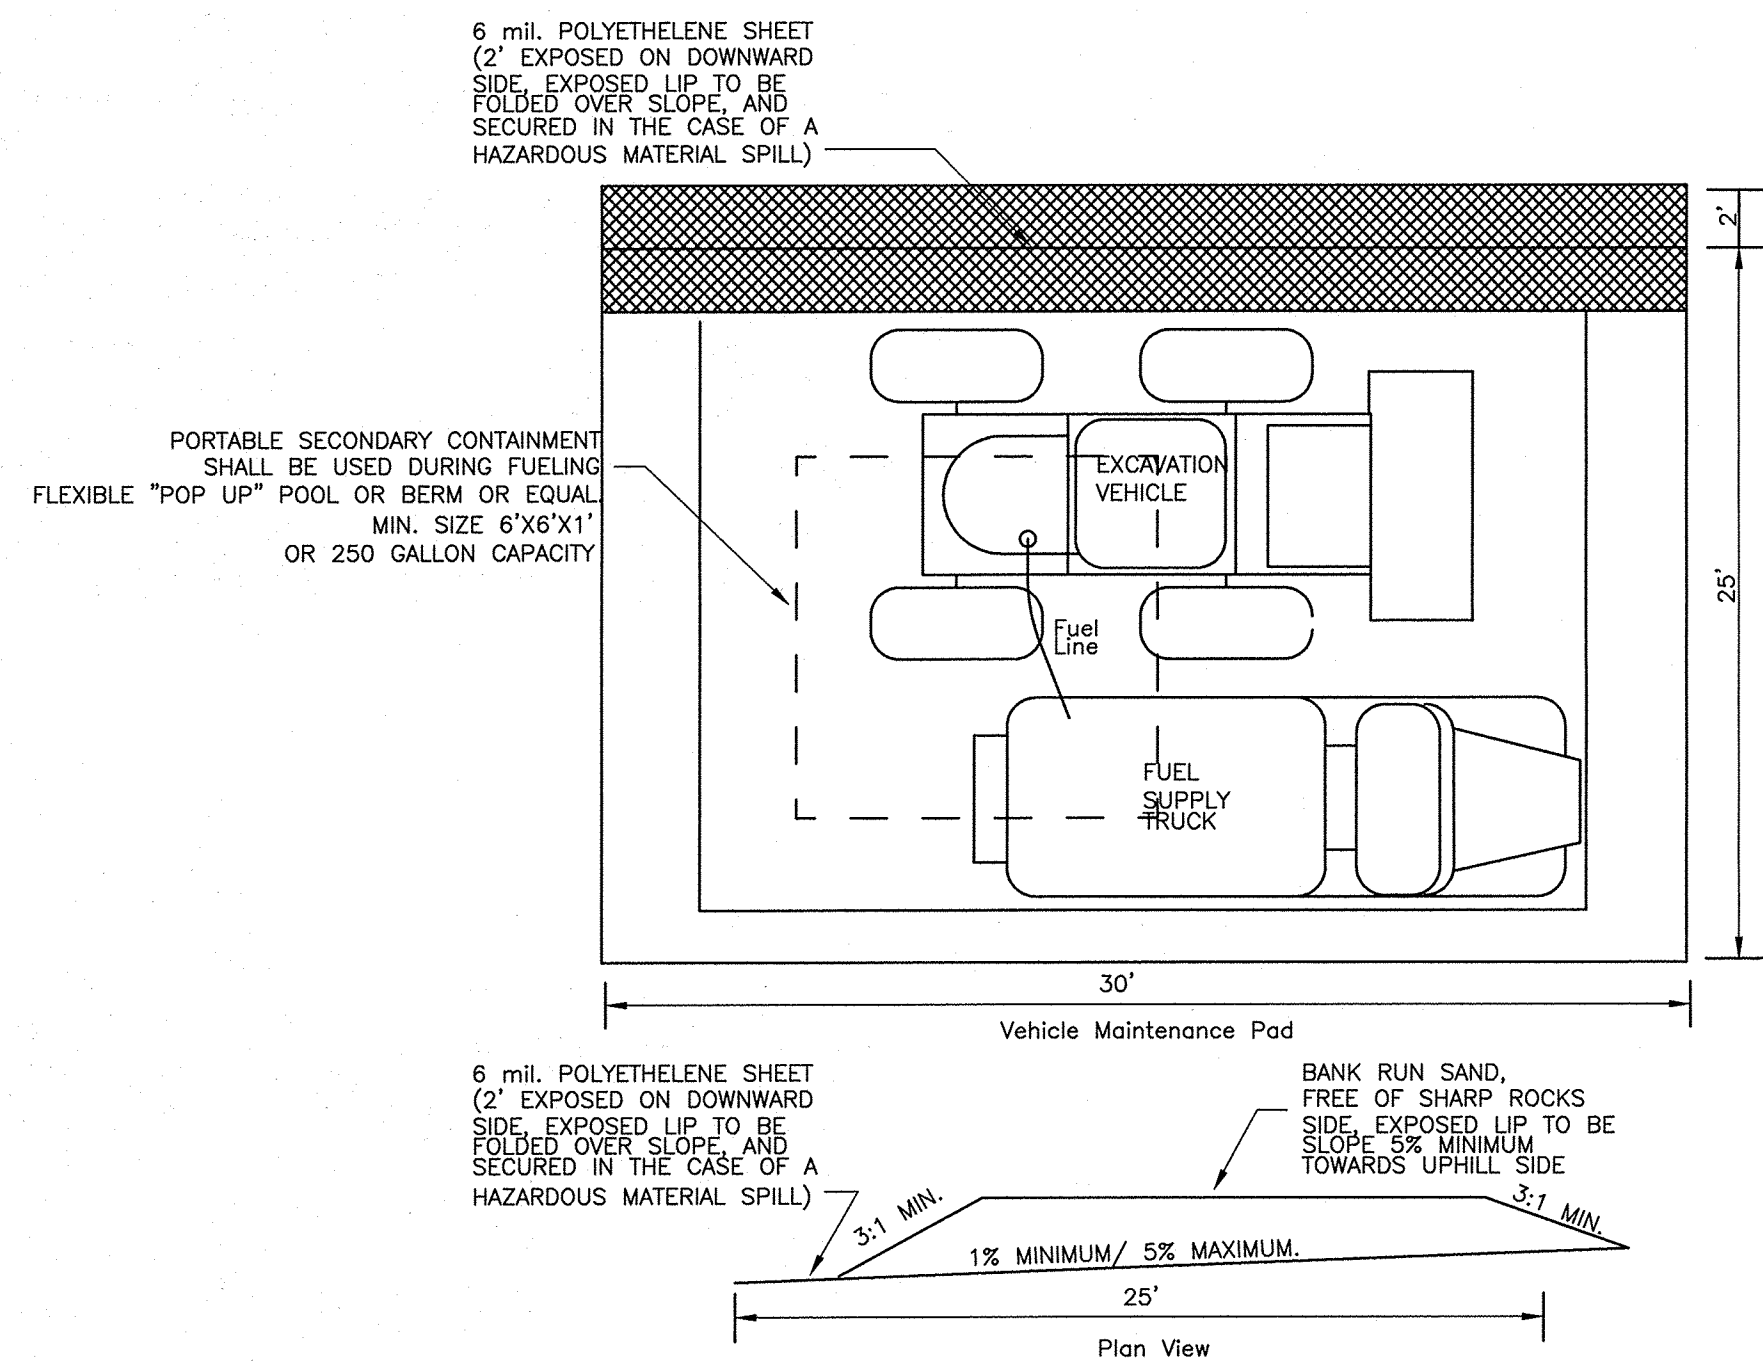 6 mil. POLYETHELENE SHEET
(2' EXPOSED ON DOWNWARD
SIDE, EXPOSED LIP TO BE
FOLDED OVER SLOPE, AND
SECURED IN THE CASE OF A
HAZARDOUS MATERIAL SPILL)
2'
PORTABLE SECONDARY CONTAINMENT
SHALL BE USED DURING FUELING
FLEXIBLE "POP UP" POOL OR BERM OR EQUAL.
MIN. SIZE 6'X6'X1'
OR 250 GALLON CAPACITY
EXCAVATION
VEHICLE
25'
Fuel
Line
FUEL
SUPPLY
TRUCK
30'
Vehicle Maintenance Pad
6 mil. POLYETHELENE SHEET
(2' EXPOSED ON DOWNWARD
SIDE, EXPOSED LIP TO BE
FOLDED OVER SLOPE, AND
SECURED IN THE CASE OF A
HAZARDOUS MATERIAL SPILL)
BANK RUN SAND,
FREE OF SHARP ROCKS
SIDE, EXPOSED LIP TO BE
SLOPE 5% MINIMUM
TOWARDS UPHILL SIDE
3:1 MIN.
3:1 MIN.
1% MINIMUM/ 5% MAXIMUM.
25'
Plan View